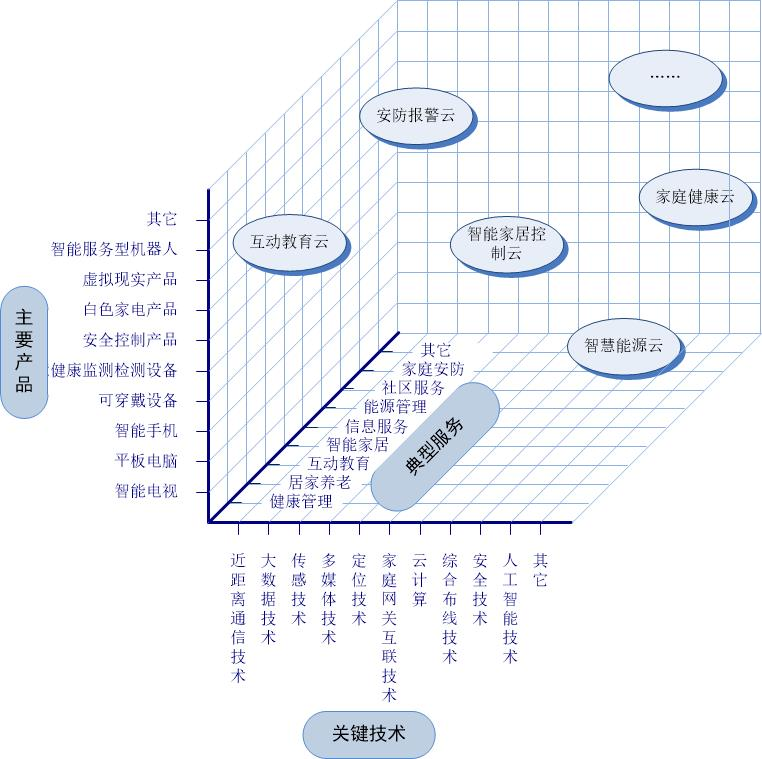 ……
安防报警云
家庭健康云
互动教育云
智能家居控
制云
智慧能源云
主要产品
其它
智能服务型机器人
虚拟现实产品
白色家电产品
安全控制产品
健康监测检测设备
可穿戴设备
智能手机
平板电脑
智能电视
其它
家庭安防
社区服务
能源管理
信息服务
智能家居
互动教育
居家养老
健康管理
典型服务
近距离通信技术
大数据技术
传感技术
多媒体技术
定位技术
家庭网关互联技术
云计算
综合布线技术
安全技术
人工智能技术
其它
关键技术